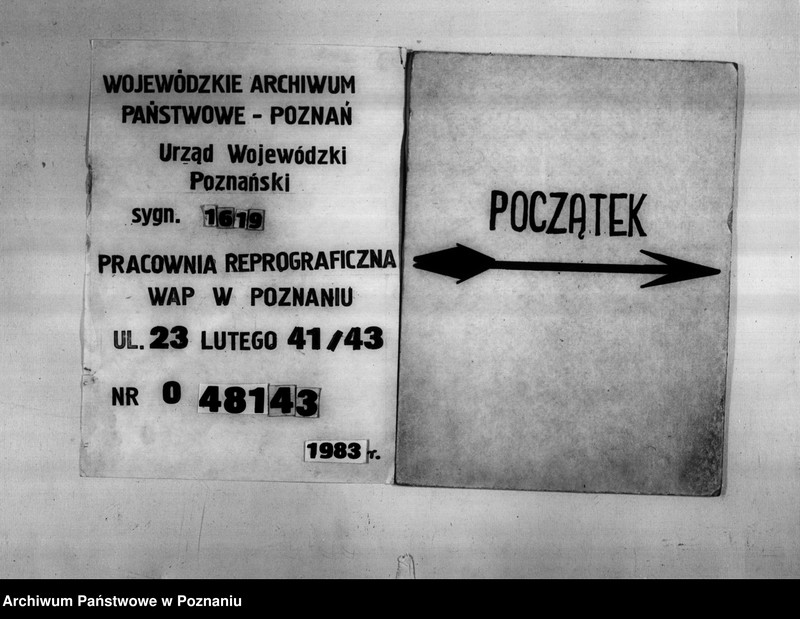 WOJEWÓDZKIE ARCHIWUM
PAŃSTWOWE - POZNAŃ
Urząd Wojewódzki
Poznański
sygn. 1619
PRACOWNIA REPROGRAFICZNA
WAP W POZNANIU
UL. 23 LUTEGO 41/43
NR 0 48143
1983 r.
POCZĄTEK
Archiwum Państwowe w Poznaniu